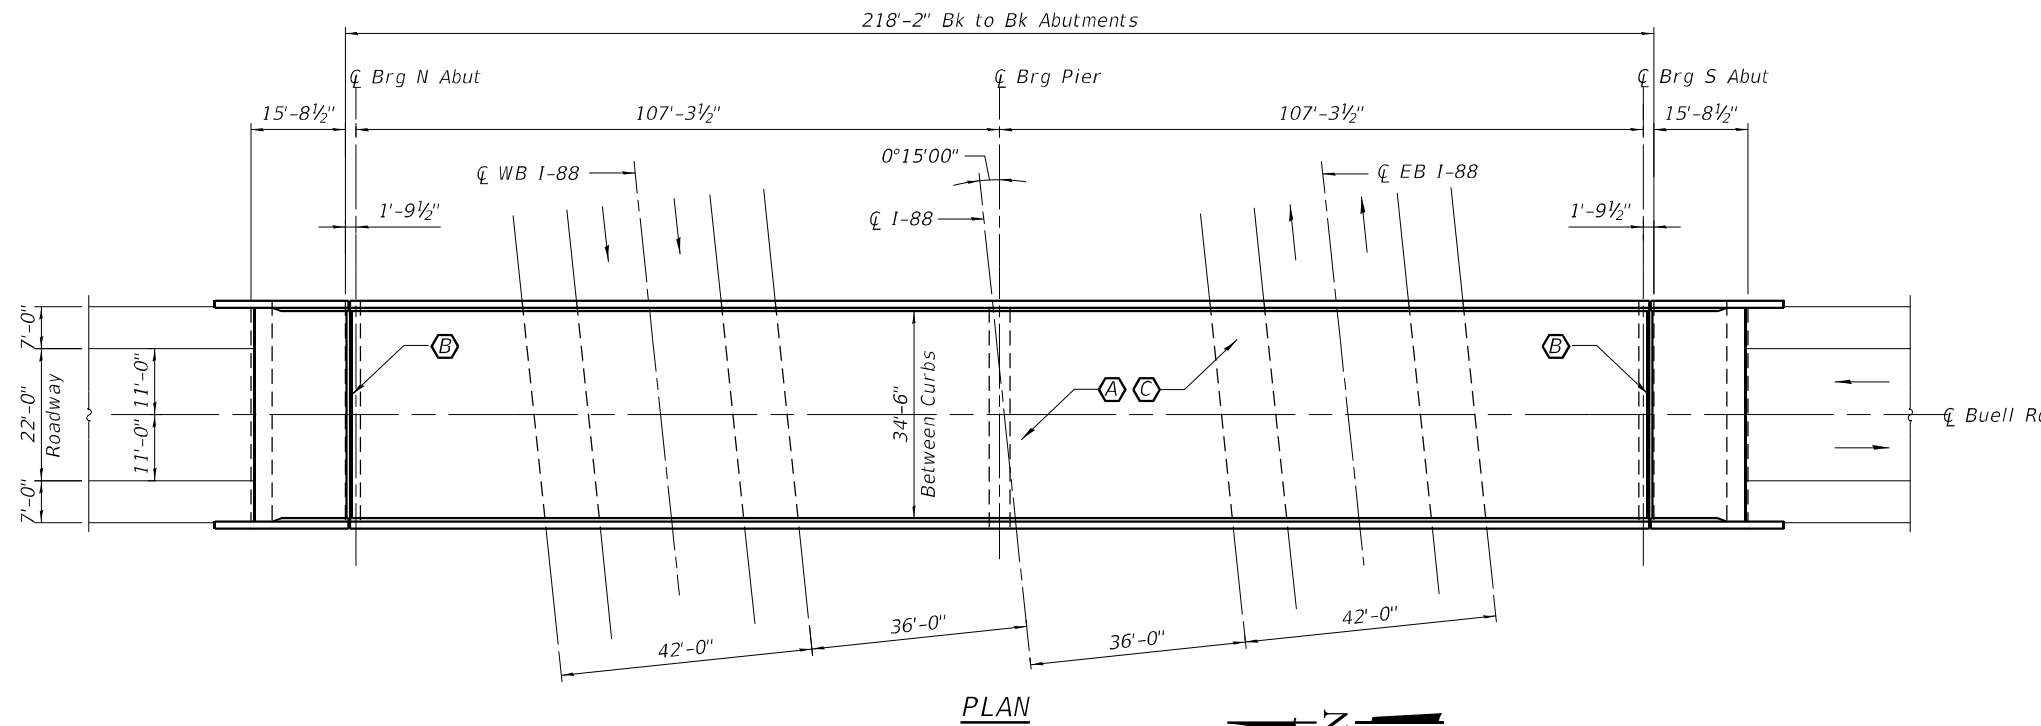 218'-2" Bk to Bk Abutments
℄ Brg N Abut
℄ Brg Pier
℄ Brg S Abut
15'-8½"
107'-3½"
107'-3½"
15'-8½"
0°15'00"
℄ WB I-88
℄ EB I-88
1'-9½"
℄ I-88
1'-9½"
7'-0"
22'-0"
Roadway
7'-0"
11'-0"
11'-0"
B
34'-6"
Between Curbs
A
C
B
℄ Buell
42'-0"
36'-0"
36'-0"
42'-0"
PLAN
N